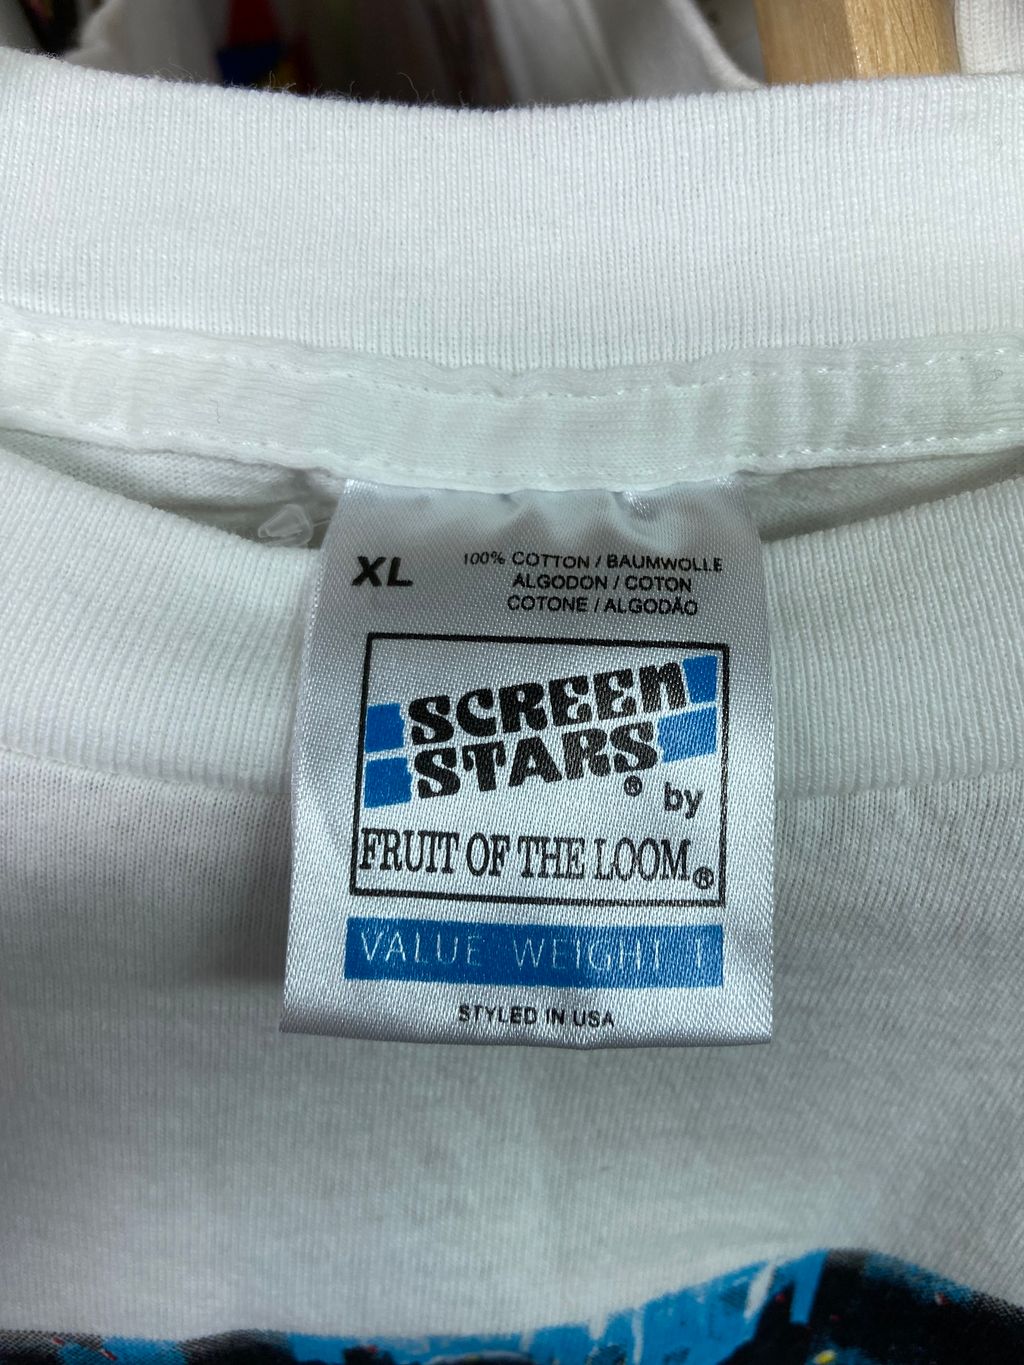 XL
100% COTTON / BAUMWOLLE
ALGODON / COTON
COTONE / ALGODÃO
SCREEN
STARS®
by
FRUIT OF THE LOOM®
VALUE WEIGHT I
STYLED IN USA